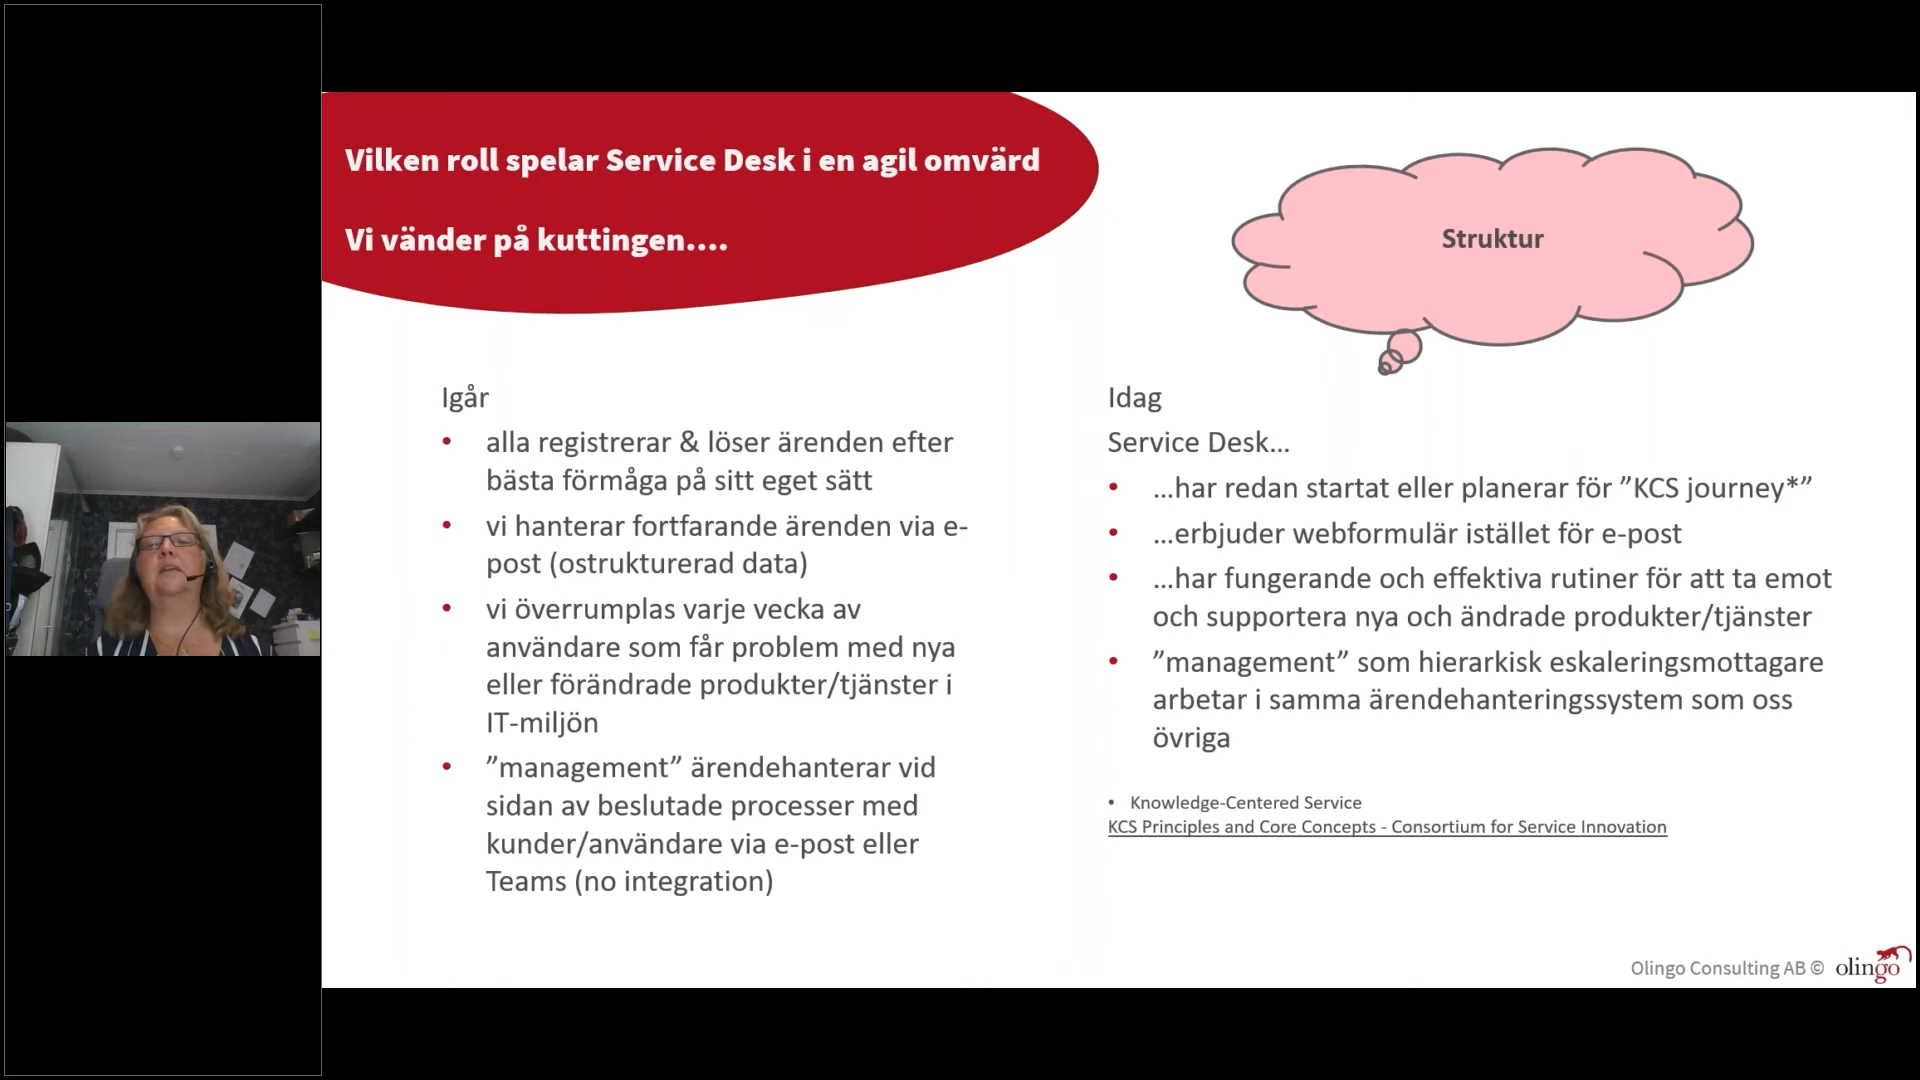 Vilken roll spelar Service Desk i en agil omvärd
Vi vänder på kuttingen....
Struktur
Igår
• alla registrerar & löser ärenden efter
bästa förmåga på sitt eget sätt
• vi hanterar fortfarande ärenden via e-
post (ostrukturerad data)
• vi överrumplas varje vecka av
användare som får problem med nya
eller förändrade produkter/tjänster i
IT-miljön
• ”management” ärendehanterar vid
sidan av beslutade processer med
kunder/användare via e-post eller
Teams (no integration)
Idag
Service Desk…
• …har redan startat eller planerar för ”KCS journey*”
• …erbjuder webformulär istället för e-post
• …har fungerande och effektiva rutiner för att ta emot
och supportera nya och ändrade produkter/tjänster
• ”management” som hierarkisk eskaleringsmottagare
arbetar i samma ärendehanteringssystem som oss
övriga
• Knowledge-Centered Service
KCS Principles and Core Concepts - Consortium for Service Innovation
Olingo Consulting AB © olingo